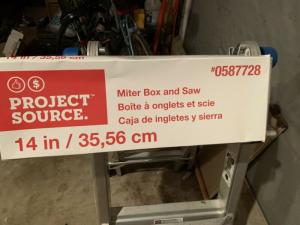 14 in / 35,56 cm
#0587728
PROJECT™
SOURCE.
Miter Box and Saw
Boîte à onglets et scie
Caja de ingletes y sierra
14 in / 35,56 cm